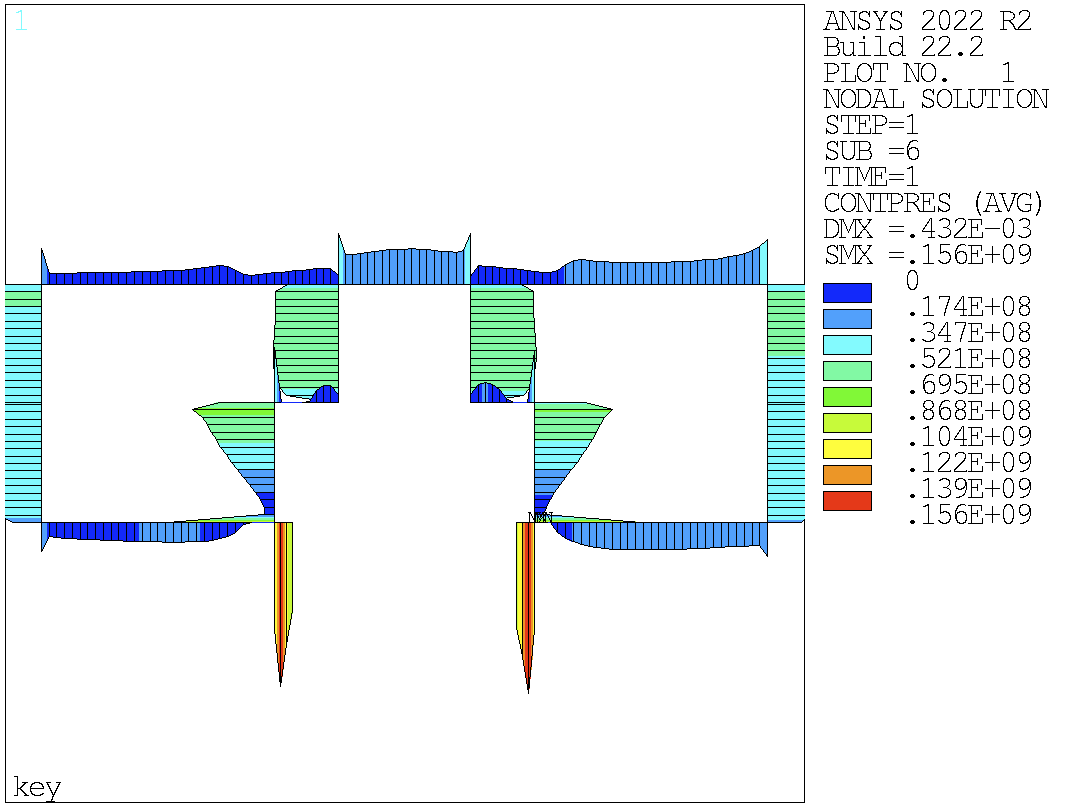 1
ANSYS 2022 R2
Build 22.2
PLOT NO. 1
NODAL SOLUTION
STEP=1
SUB =6
TIME=1
CONTPRES (AVG)
DMX =.432E-03
SMX =.156E+09
0
.174E+08
.347E+08
.521E+08
.695E+08
.868E+08
.104E+09
.122E+09
.139E+09
.156E+09
key